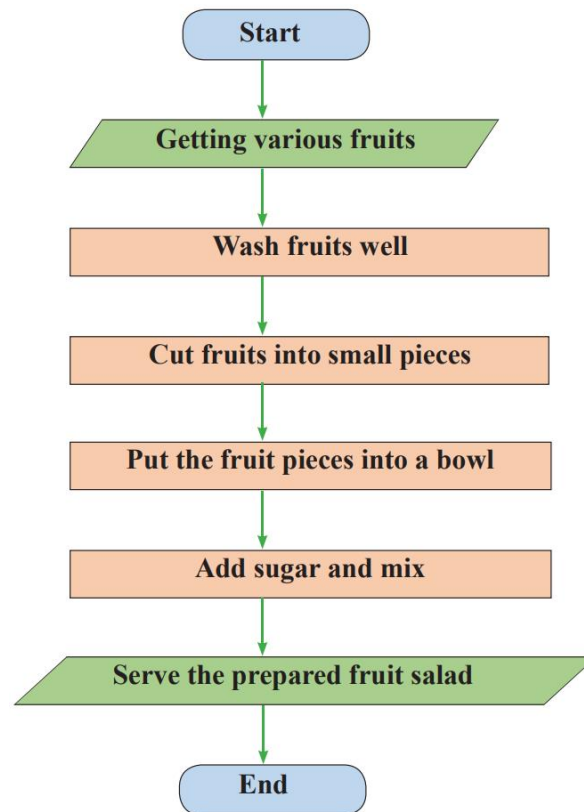 Start
Getting various fruits
Wash fruits well
Cut fruits into small pieces
Put the fruit pieces into a bowl
Add sugar and mix
Serve the prepared fruit salad
End